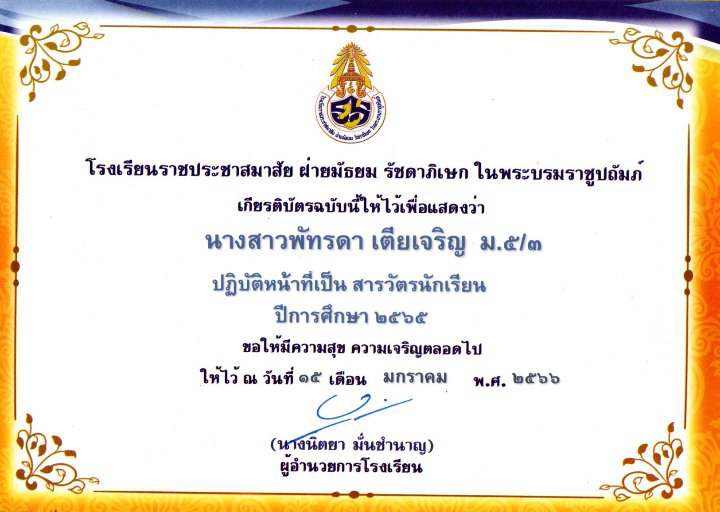 โรงเรียนราชประชาสมาสัย ฝ่ายมัธยม รัชดาภิเษก ในพระบรมราชูปถัมภ์
เกียรติบัตรฉบับนี้ให้ไว้เพื่อแสดงว่า
นางสาวพัทรดา เตียเจริญ ม.๕/๓
ปฏิบัติหน้าที่เป็น สารวัตรนักเรียน
ปีการศึกษา ๒๕๖๕
ขอให้มีความสุข ความเจริญตลอดไป
ให้ไว้ ณ วันที่ ๑๕ เดือน มกราคม พ.ศ. ๒๕๖๖
(นางนิตยา มั่นชำนาญ)
ผู้อำนวยการโรงเรียน